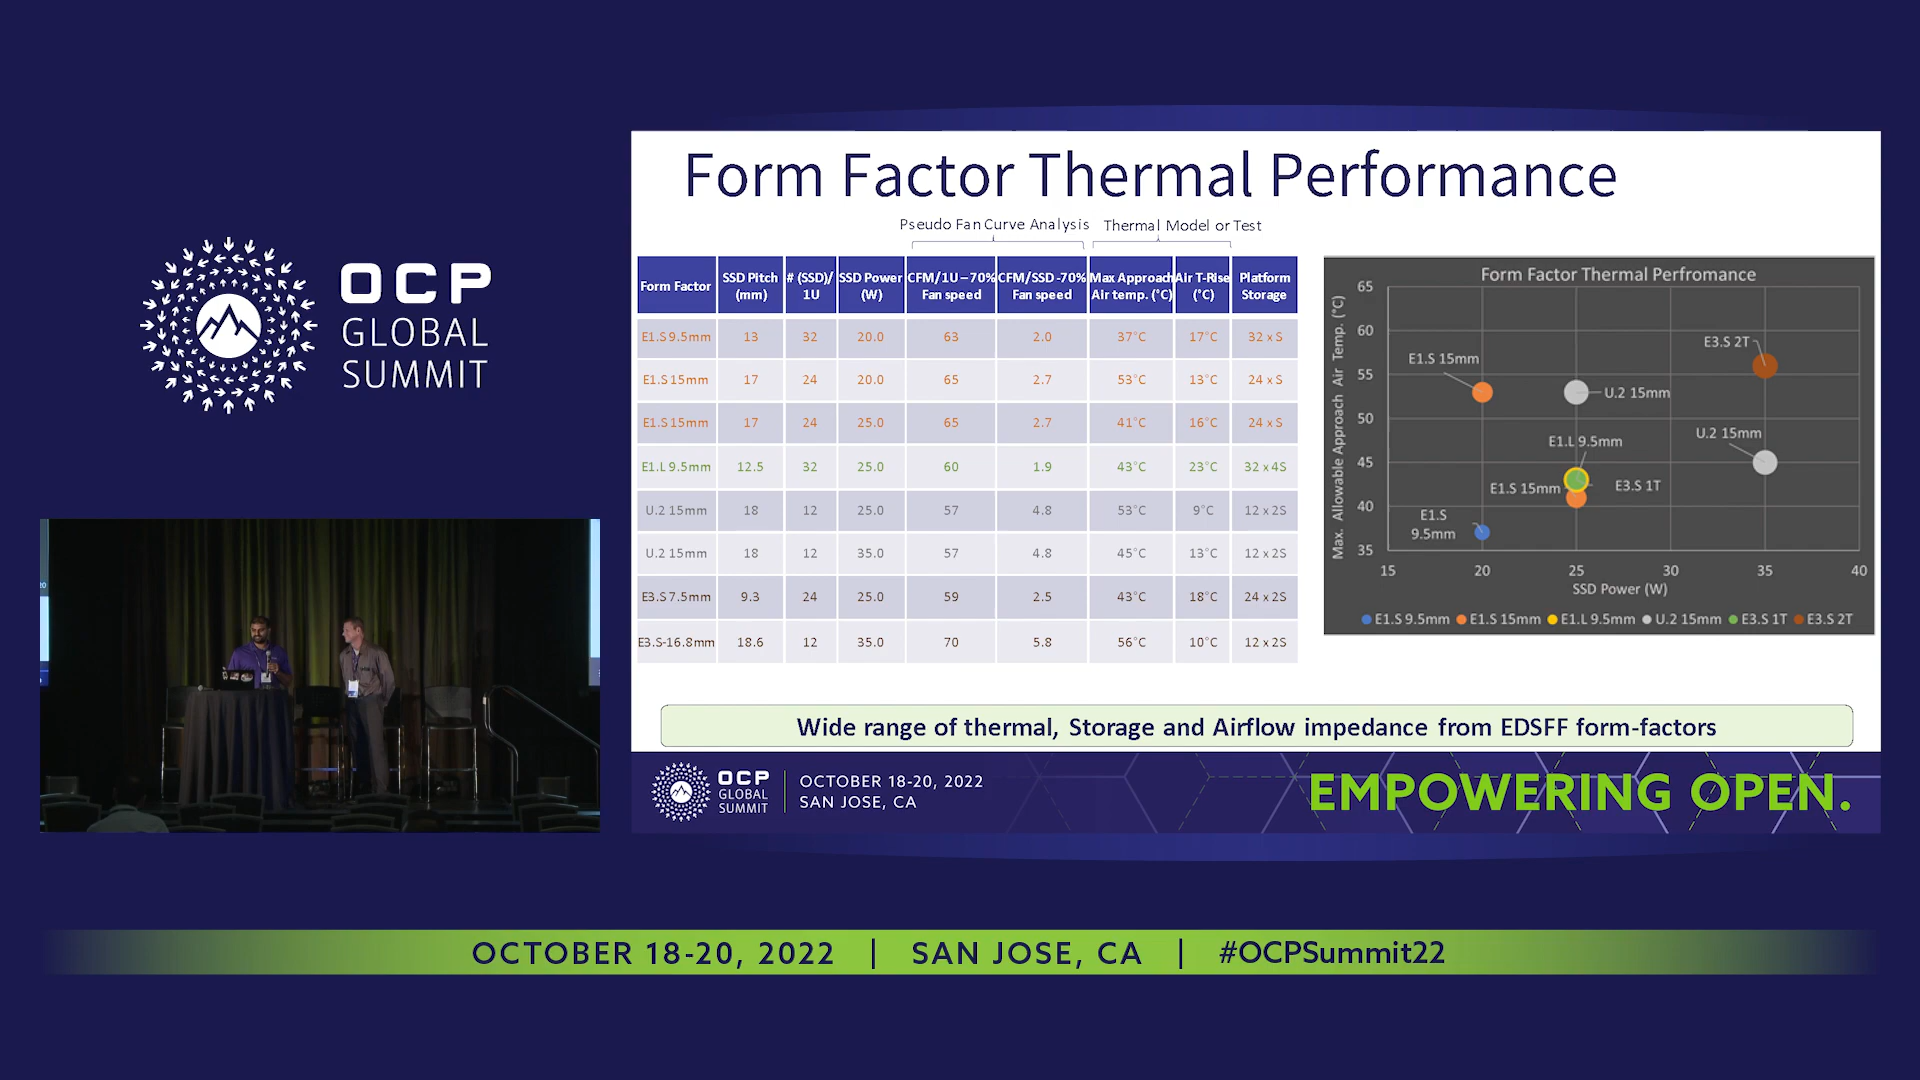 OCP
GLOBAL
SUMMIT
Form Factor Thermal Performance
Pseudo Fan Curve Analysis Thermal Model or Test
Form Factor SSD Pitch (mm) # (SSD)/ 1U SSD Power (W) CFM/1U – 70% Fan speed CFM/SSD -70% Fan speed Max Approach Air temp. (°C) Air T-Rise (°C) Platform Storage
E1.S 9.5mm 13 32 20.0 63 2.0 37°C 17°C 32 x S
E1.S 15mm 17 24 20.0 65 2.7 53°C 13°C 24 x S
E1.S 15mm 17 24 25.0 65 2.7 41°C 16°C 24 x S
E1.L 9.5mm 12.5 32 25.0 60 1.9 43°C 23°C 32 x 4S
U.2 15mm 18 12 25.0 57 4.8 53°C 9°C 12 x 2S
U.2 15mm 18 12 35.0 57 4.8 45°C 13°C 12 x 2S
E3.S 7.5mm 9.3 24 25.0 59 2.5 43°C 18°C 24 x 2S
E3.S-16.8mm 18.6 12 35.0 70 5.8 56°C 10°C 12 x 2S
Form Factor Thermal Perfromance
Max. Allowable Approach Air Temp. (°C)
65
60
55
50
45
40
35
E3.S 2T
E1.S 15mm
U.2 15mm
U.2 15mm
E1.L 9.5mm
E1.S 15mm
E3.S 1T
E1.S
9.5mm
15 20 25 30 35 40
SSD Power (W)
E1.S 9.5mm E1.S 15mm E1.L 9.5mm U.2 15mm E3.S 1T E3.S 2T
Wide range of thermal, Storage and Airflow impedance from EDSFF form-factors
OCP
GLOBAL
SUMMIT
OCTOBER 18-20, 2022
SAN JOSE, CA
EMPOWERING OPEN.
OCTOBER 18-20, 2022 | SAN JOSE, CA | #OCPSummit22